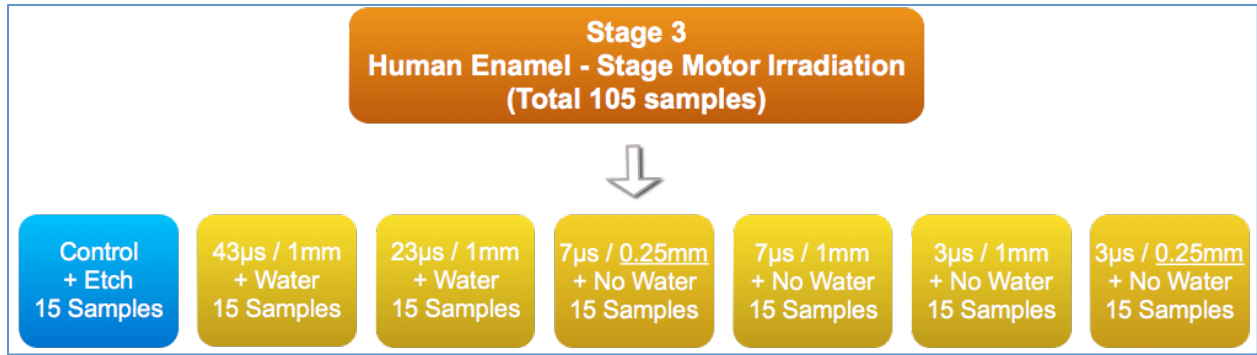 Stage 3
Human Enamel - Stage Motor Irradiation
(Total 105 samples)
Control
+ Etch
15 Samples
43µs / 1mm
+ Water
15 Samples
23µs / 1mm
+ Water
15 Samples
7µs / 0.25mm
+ No Water
15 Samples
7µs / 1mm
+ No Water
15 Samples
3µs / 1mm
+ No Water
15 Samples
3µs / 0.25mm
+ No Water
15 Samples